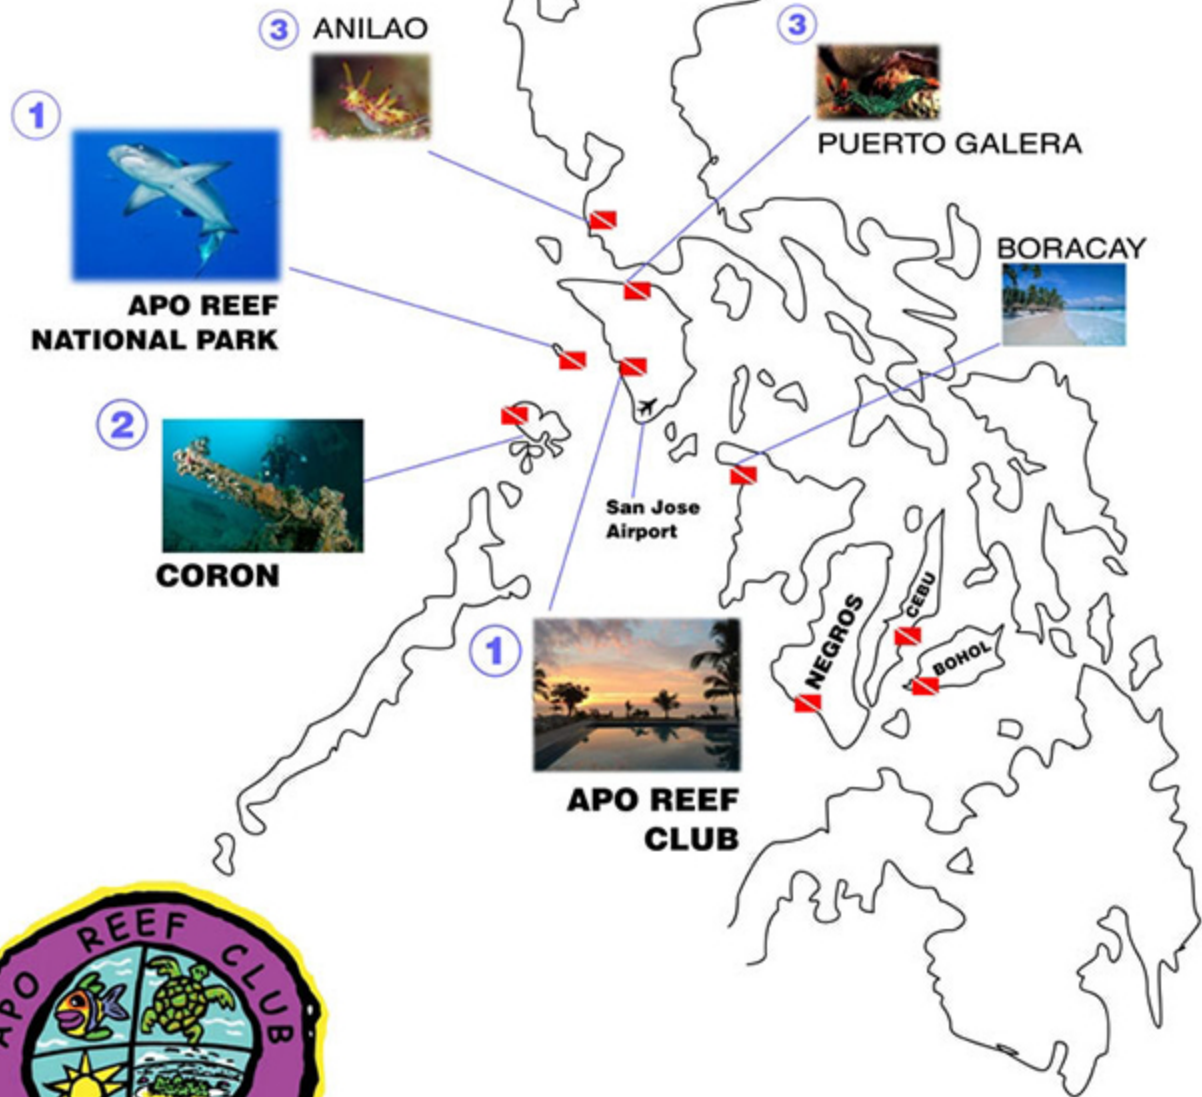 3 ANILAO
3
PUERTO GALERA
1
APO REEF
NATIONAL PARK
BORACAY
2
CORON
San Jose
Airport
1
APO REEF
CLUB
NEGROS
CEBU
BOHOL
APO REEF CLUB